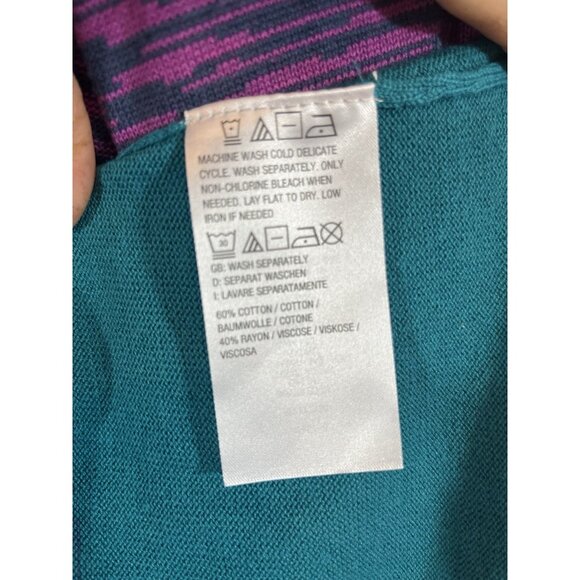 MACHINE WASH COLD DELICATE
CYCLE. WASH SEPARATELY. ONLY
NON-CHLORINE BLEACH WHEN
NEEDED. LAY FLAT TO DRY. LOW
IRON IF NEEDED
30
GB: WASH SEPARATELY
D: SEPARAT WASCHEN
I: LAVARE SEPARATAMENTE
60% COTTON / COTTON /
BAUMWOLLE / COTONE
40% RAYON / VISCOSE / VISKOSE /
VISCOSA